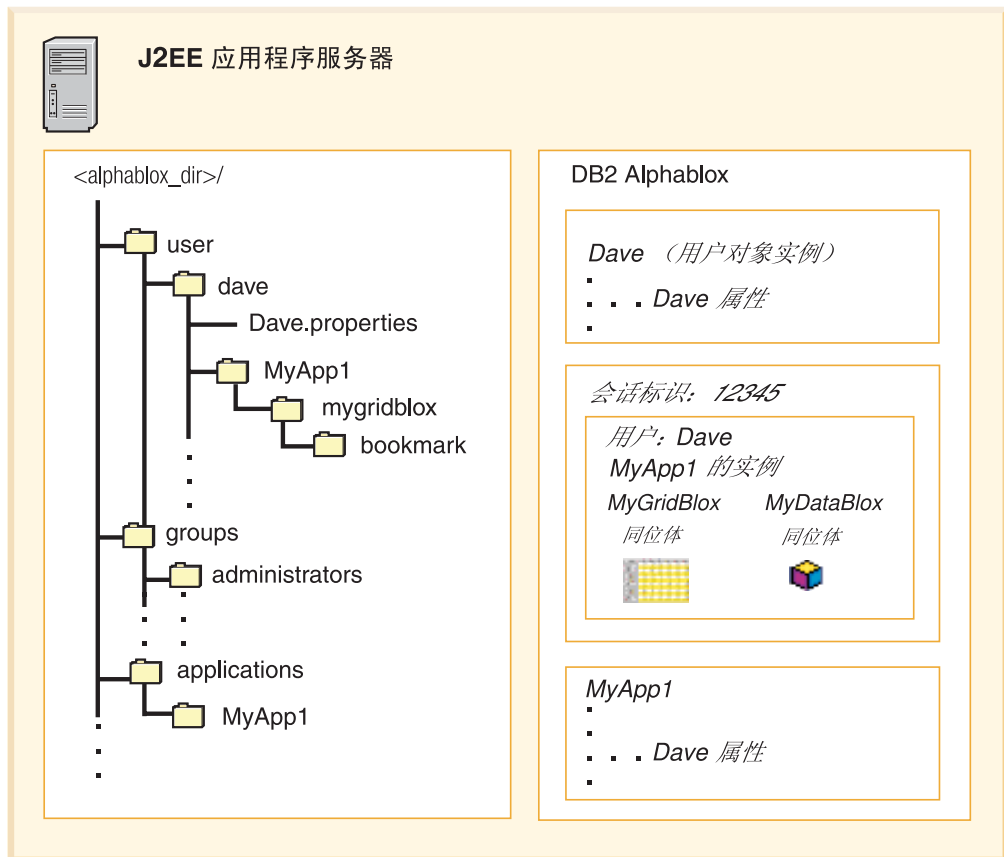 J2EE 应用程序服务器
<alphablox_dir>/
user
dave
Dave.properties
MyApp1
mygridblox
bookmark
groups
administrators
applications
MyApp1
DB2 Alphablox
Dave （用户对象实例）
Dave 属性
会话标识：12345
用户：Dave
MyApp1 的实例
MyGridBlox MyDataBlox
同位体 同位体
MyApp1
Dave 属性